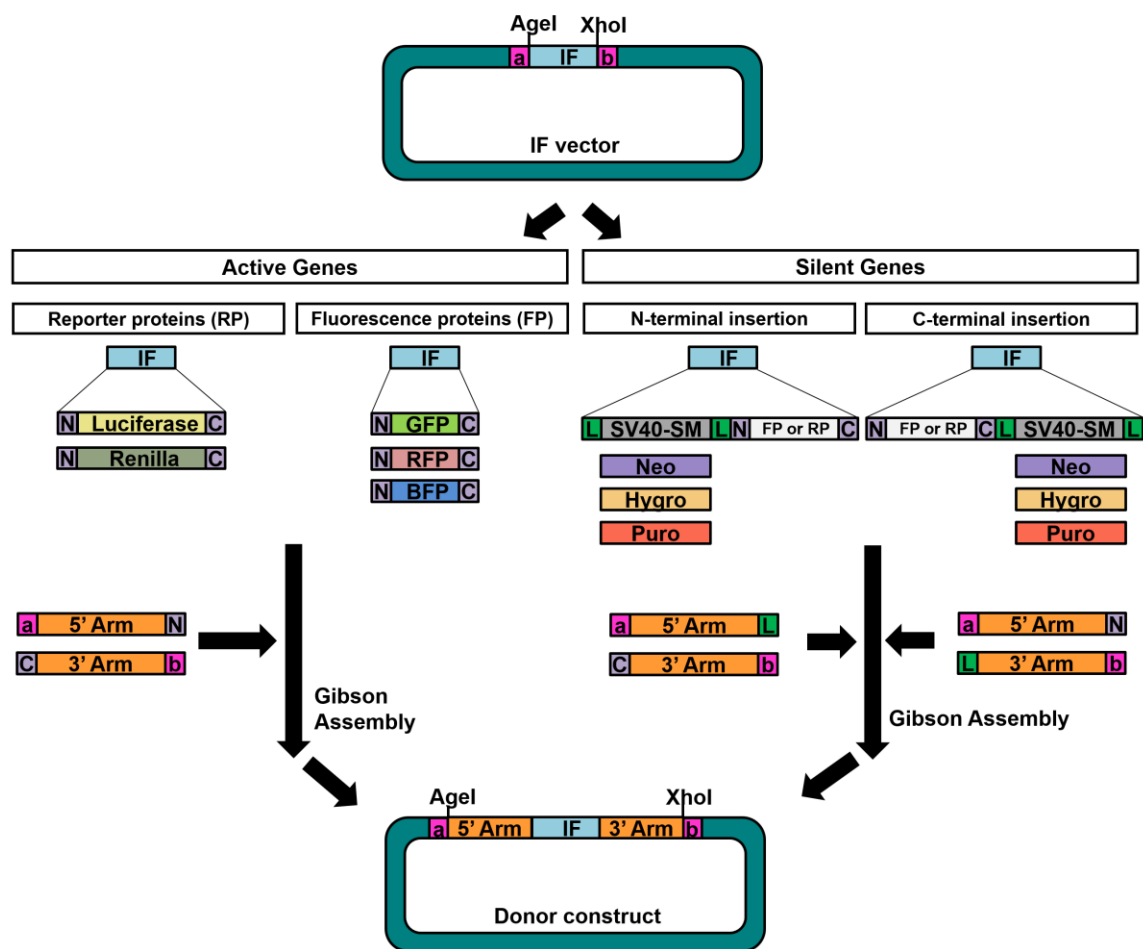 AgeI XhoI
a IF b
IF vector
Active Genes Silent Genes
Reporter proteins (RP) Fluorescence proteins (FP) N-terminal insertion C-terminal insertion
IF IF IF IF
N Luciferase C N GFP C L SV40-SM L N FP or RP C N FP or RP C L SV40-SM L
N Renilla C N RFP C Neo Neo
N BFP C Hygro Hygro
Puro Puro
a 5' Arm N a 5' Arm L a 5' Arm N
C 3' Arm b C 3' Arm b L 3' Arm b
Gibson
Assembly
Gibson Assembly
AgeI XhoI
a 5' Arm IF 3' Arm b
Donor construct